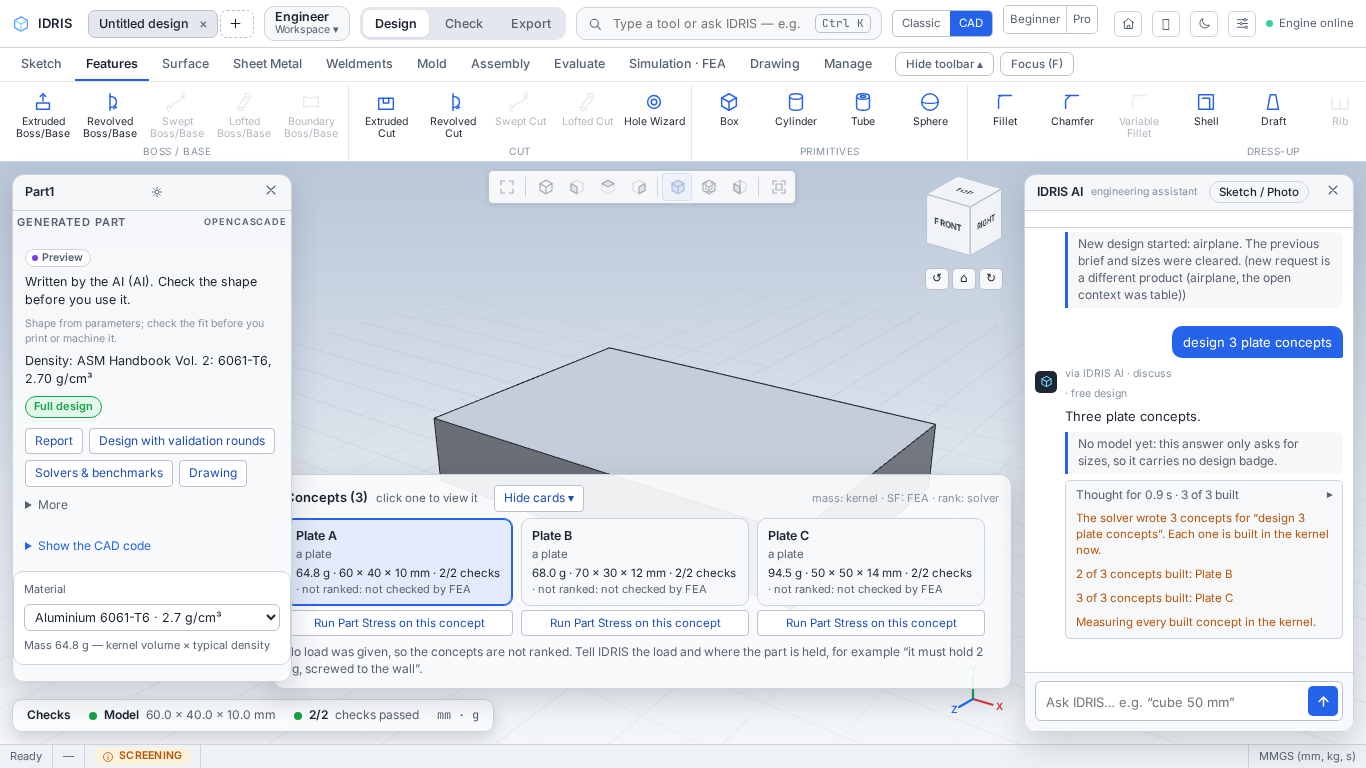 IDRIS
Untitled design ×
+
Engineer
Workspace ▾
Design
Check
Export
Type a tool or ask IDRIS — e.g.
Ctrl K
Classic
CAD
Beginner
Pro
Engine online
Sketch
Features
Surface
Sheet Metal
Weldments
Mold
Assembly
Evaluate
Simulation · FEA
Drawing
Manage
Hide toolbar ▴
Focus (F)
Extruded
Boss/Base
Revolved
Boss/Base
Swept
Boss/Base
Lofted
Boss/Base
Boundary
Boss/Base
BOSS / BASE
Extruded
Cut
Revolved
Cut
Swept Cut
Lofted Cut
Hole Wizard
CUT
Box
Cylinder
Tube
Sphere
PRIMITIVES
Fillet
Chamfer
Variable
Fillet
Shell
Draft
Rib
DRESS-UP
Part1
GENERATED PART
OPENCASCADE
Preview
Written by the AI (AI). Check the shape
before you use it.
Shape from parameters; check the fit before you
print or machine it.
Density: ASM Handbook Vol. 2: 6061-T6,
2.70 g/cm³
Full design
Report
Design with validation rounds
Solvers & benchmarks
Drawing
▶ More
▶ Show the CAD code
Material
Aluminium 6061-T6 · 2.7 g/cm³
Mass 64.8 g — kernel volume × typical density
TOP
FRONT
RIGHT
↺
⌂
↻
Concepts (3)
click one to view it
Hide cards ▾
mass: kernel · SF: FEA · rank: solver
Plate A
a plate
64.8 g · 60 × 40 × 10 mm · 2/2 checks
· not ranked: not checked by FEA
Run Part Stress on this concept
Plate B
a plate
68.0 g · 70 × 30 × 12 mm · 2/2 checks
· not ranked: not checked by FEA
Run Part Stress on this concept
Plate C
a plate
94.5 g · 50 × 50 × 14 mm · 2/2 checks
· not ranked: not checked by FEA
Run Part Stress on this concept
No load was given, so the concepts are not ranked. Tell IDRIS the load and where the part is held, for example “it must hold 2
kg, screwed to the wall”.
Y
Z
X
IDRIS AI
engineering assistant
Sketch / Photo
New design started: airplane. The previous
brief and sizes were cleared. (new request is
a different product (airplane, the open
context was table))
design 3 plate concepts
via IDRIS AI · discuss
· free design
Three plate concepts.
No model yet: this answer only asks for
sizes, so it carries no design badge.
Thought for 0.9 s · 3 of 3 built
The solver wrote 3 concepts for “design 3
plate concepts”. Each one is built in the kernel
now.
2 of 3 concepts built: Plate B
3 of 3 concepts built: Plate C
Measuring every built concept in the kernel.
Ask IDRIS… e.g. “cube 50 mm”
Checks
Model 60.0 × 40.0 × 10.0 mm
2/2 checks passed
mm · g
Ready
—
SCREENING
MMGS (mm, kg, s)